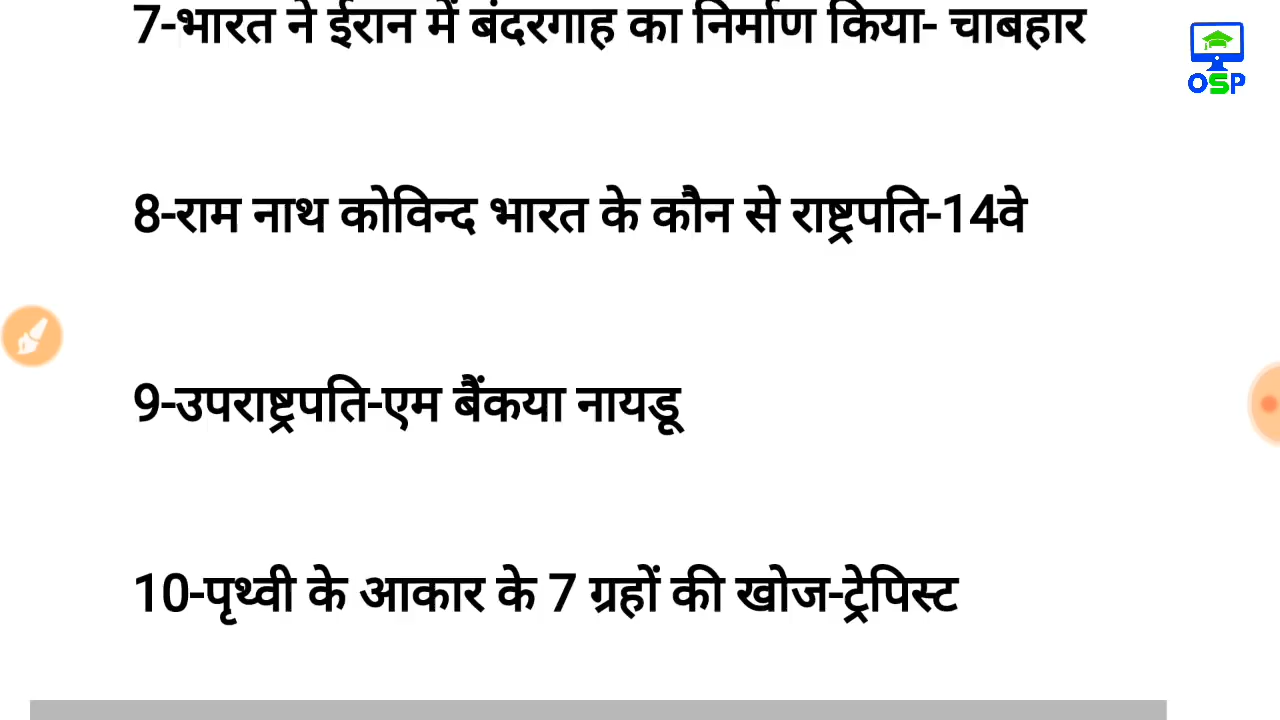 7-भारत ने ईरान में बंदरगाह का निर्माण किया- चाबहार
OSP
8-राम नाथ कोविन्द भारत के कौन से राष्ट्रपति-14वे
9-उपराष्ट्रपति-एम बैंकया नायडू
10-पृथ्वी के आकार के 7 ग्रहों की खोज-ट्रेपिस्ट